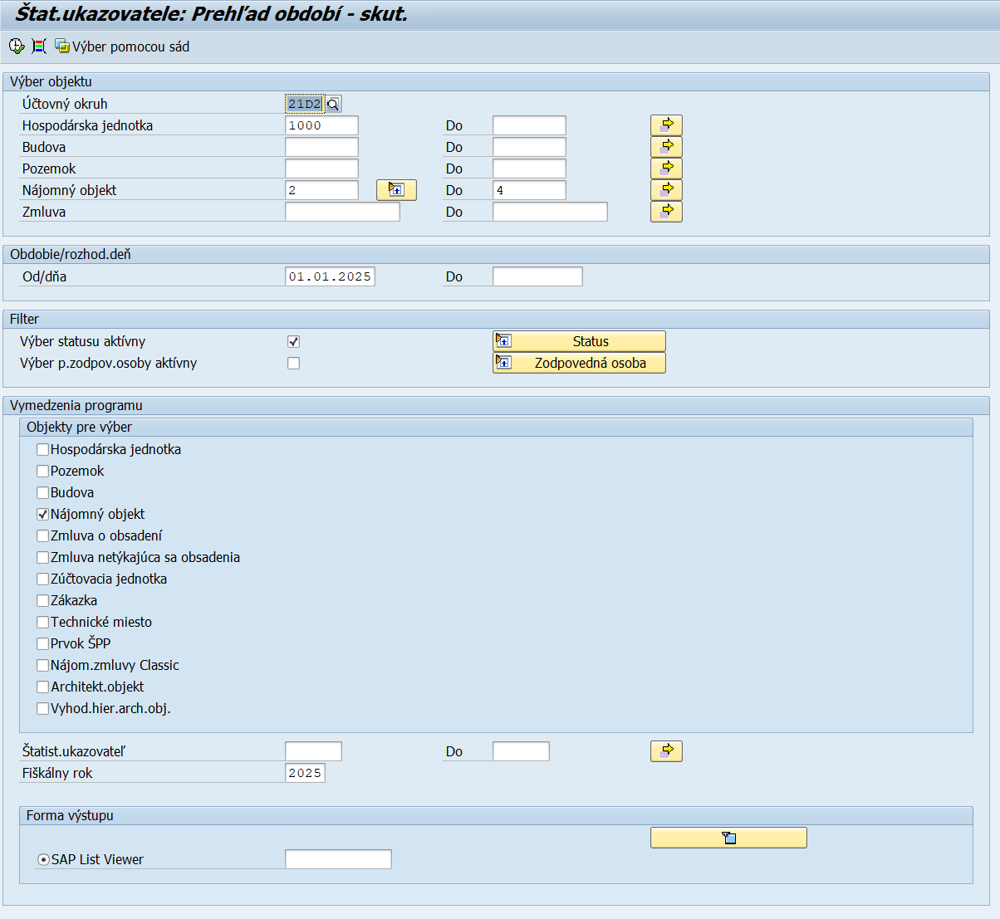 Štat.ukazovatele: Prehľad období - skut.
Výber pomocou sád
Výber objektu
Účtovný okruh 21D2
Hospodárska jednotka 1000 Do
Budova Do
Pozemok Do
Nájomný objekt 2 Do 4
Zmluva Do
Obdobie/rozhod.deň
Od/dňa 01.01.2025 Do
Filter
Výber statusu aktívny Status
Výber p.zodpov.osoby aktívny Zodpovedná osoba
Vymedzenia programu
Objekty pre výber
Hospodárska jednotka
Pozemok
Budova
Nájomný objekt
Zmluva o obsadení
Zmluva netýkajúca sa obsadenia
Zúčtovacia jednotka
Zákazka
Technické miesto
Prvok ŠPP
Nájom.zmluvy Classic
Architekt.objekt
Vyhod.hier.arch.obj.
Štatist.ukazovateľ Do
Fiškálny rok 2025
Forma výstupu
SAP List Viewer